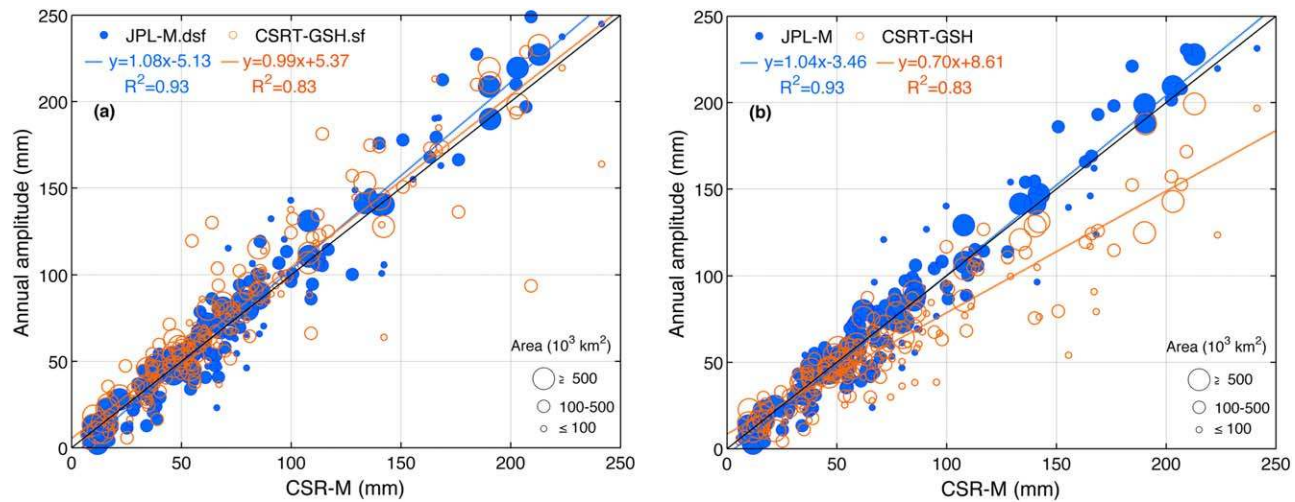 250
200
150
100
50
0
Annual amplitude (mm)
JPL-M.dsf CSRT-GSH.sf
y=1.08x-5.13 y=0.99x+5.37
R²=0.93 R²=0.83
(a)
Area (10³ km²)
≥ 500
100-500
≤ 100
0 50 100 150 200 250
CSR-M (mm)
250
200
150
100
50
0
Annual amplitude (mm)
JPL-M CSRT-GSH
y=1.04x-3.46 y=0.70x+8.61
R²=0.93 R²=0.83
(b)
Area (10³ km²)
≥ 500
100-500
≤ 100
0 50 100 150 200 250
CSR-M (mm)